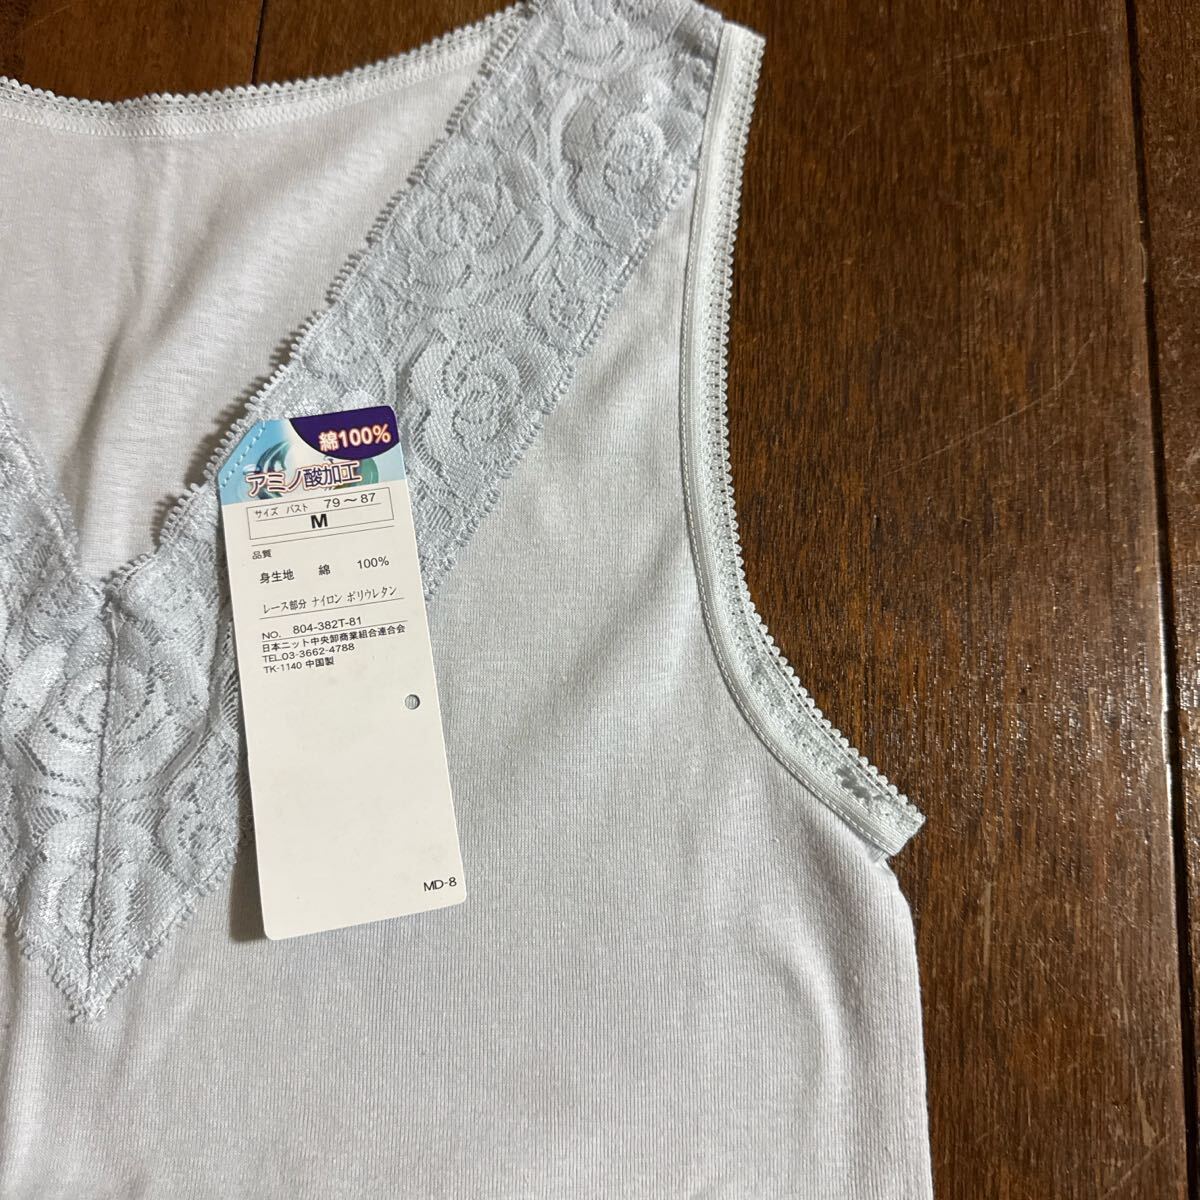 綿100%
アミノ酸加工
サイズ バスト 79〜87
M
品質
身生地 綿 100%
レース部分 ナイロン ポリウレタン
NO. 804-382T-81
日本ニット中央卸商業組合連合会
TEL.03-3662-4788
TK-1140 中国製
MD-8